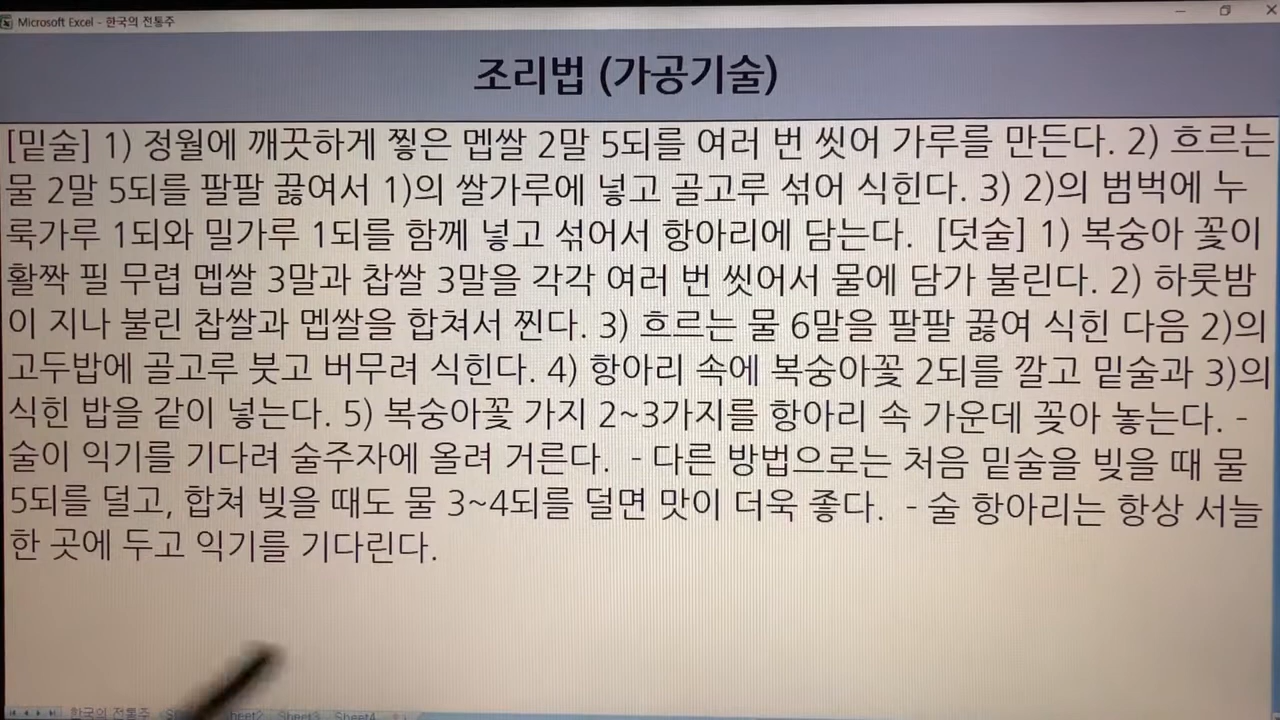 Microsoft Excel - 한국의 전통주
조리법 (가공기술)
[밑술] 1) 정월에 깨끗하게 찧은 멥쌀 2말 5되를 여러 번 씻어 가루를 만든다. 2) 흐르는
물 2말 5되를 팔팔 끓여서 1)의 쌀가루에 넣고 골고루 섞어 식힌다. 3) 2)의 범벅에 누
룩가루 1되와 밀가루 1되를 함께 넣고 섞어서 항아리에 담는다. [덧술] 1) 복숭아 꽃이
활짝 필 무렵 멥쌀 3말과 찹쌀 3말을 각각 여러 번 씻어서 물에 담가 불린다. 2) 하룻밤
이 지나 불린 찹쌀과 멥쌀을 합쳐서 찐다. 3) 흐르는 물 6말을 팔팔 끓여 식힌 다음 2)의
고두밥에 골고루 붓고 버무려 식힌다. 4) 항아리 속에 복숭아꽃 2되를 깔고 밑술과 3)의
식힌 밥을 같이 넣는다. 5) 복숭아꽃 가지 2~3가지를 항아리 속 가운데 꽂아 놓는다. -
술이 익기를 기다려 술주자에 올려 거른다. - 다른 방법으로는 처음 밑술을 빚을 때 물
5되를 덜고, 합쳐 빚을 때도 물 3~4되를 덜면 맛이 더욱 좋다. - 술 항아리는 항상 서늘
한 곳에 두고 익기를 기다린다.
한국의 전통주 Sheet3 Sheet4